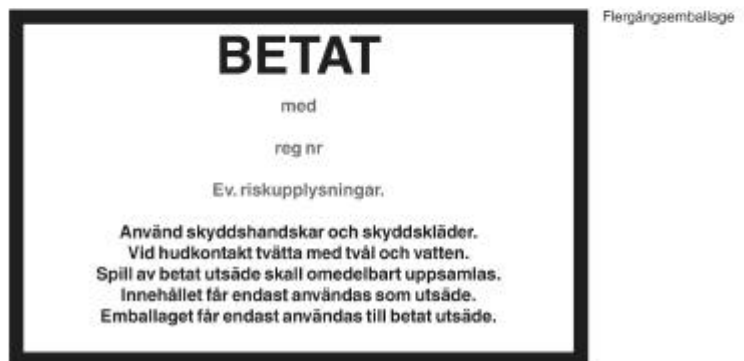 Flergångsemballage
BETAT
med
reg nr
Ev. riskupplysningar.
Använd skyddshandskar och skyddskläder.
Vid hudkontakt tvätta med tvål och vatten.
Spill av betat utsäde skall omedelbart uppsamlas.
Innehållet får endast användas som utsäde.
Emballaget får endast användas till betat utsäde.